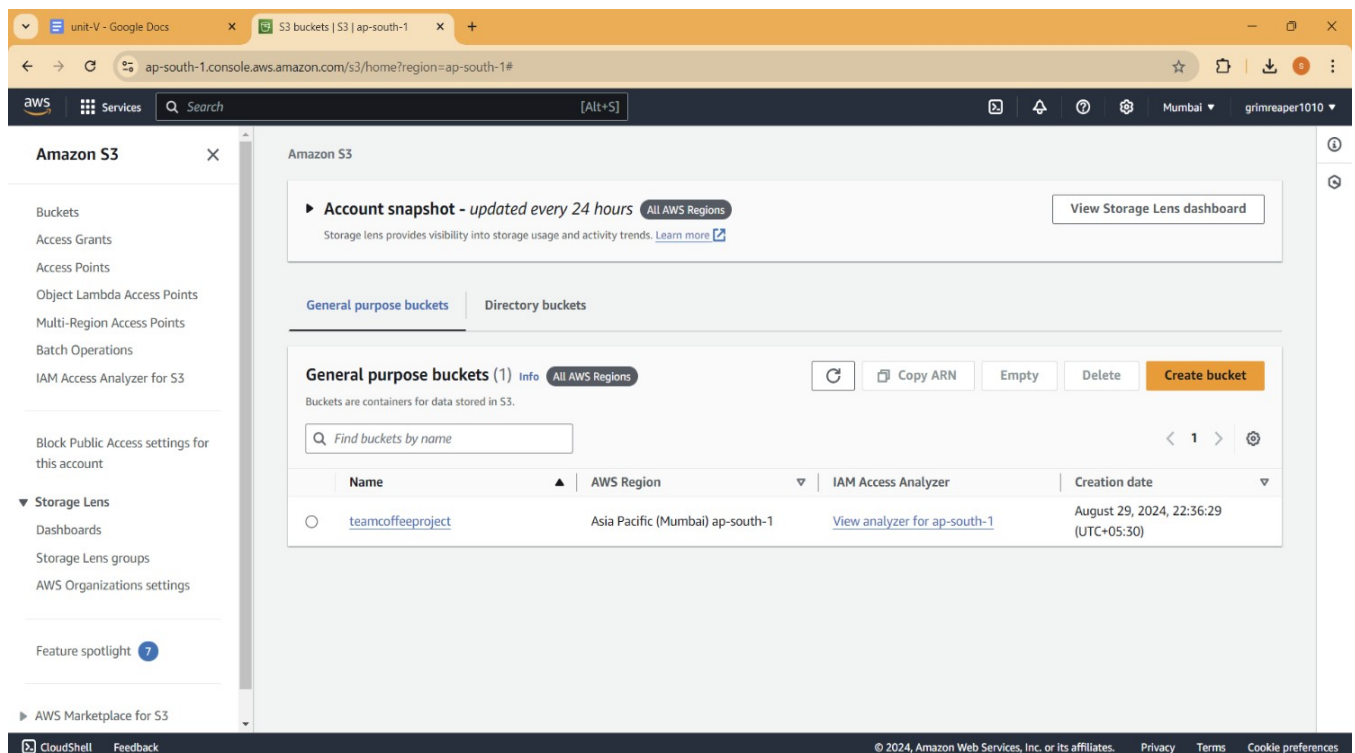 unit-V - Google Docs
S3 buckets | S3 | ap-south-1
ap-south-1.console.aws.amazon.com/s3/home?region=ap-south-1#
S
aws
Services
Search
[Alt+S]
Mumbai
grimreaper1010
Amazon S3
Buckets
Access Grants
Access Points
Object Lambda Access Points
Multi-Region Access Points
Batch Operations
IAM Access Analyzer for S3
Block Public Access settings for
this account
Storage Lens
Dashboards
Storage Lens groups
AWS Organizations settings
Feature spotlight 7
AWS Marketplace for S3
Amazon S3
Account snapshot - updated every 24 hours All AWS Regions
View Storage Lens dashboard
Storage lens provides visibility into storage usage and activity trends. Learn more
General purpose buckets
Directory buckets
General purpose buckets (1) Info All AWS Regions
Copy ARN
Empty
Delete
Create bucket
Buckets are containers for data stored in S3.
Find buckets by name
1
Name
AWS Region
IAM Access Analyzer
Creation date
teamcoffeeproject
Asia Pacific (Mumbai) ap-south-1
View analyzer for ap-south-1
August 29, 2024, 22:36:29
(UTC+05:30)
CloudShell
Feedback
© 2024, Amazon Web Services, Inc. or its affiliates.
Privacy
Terms
Cookie preferences